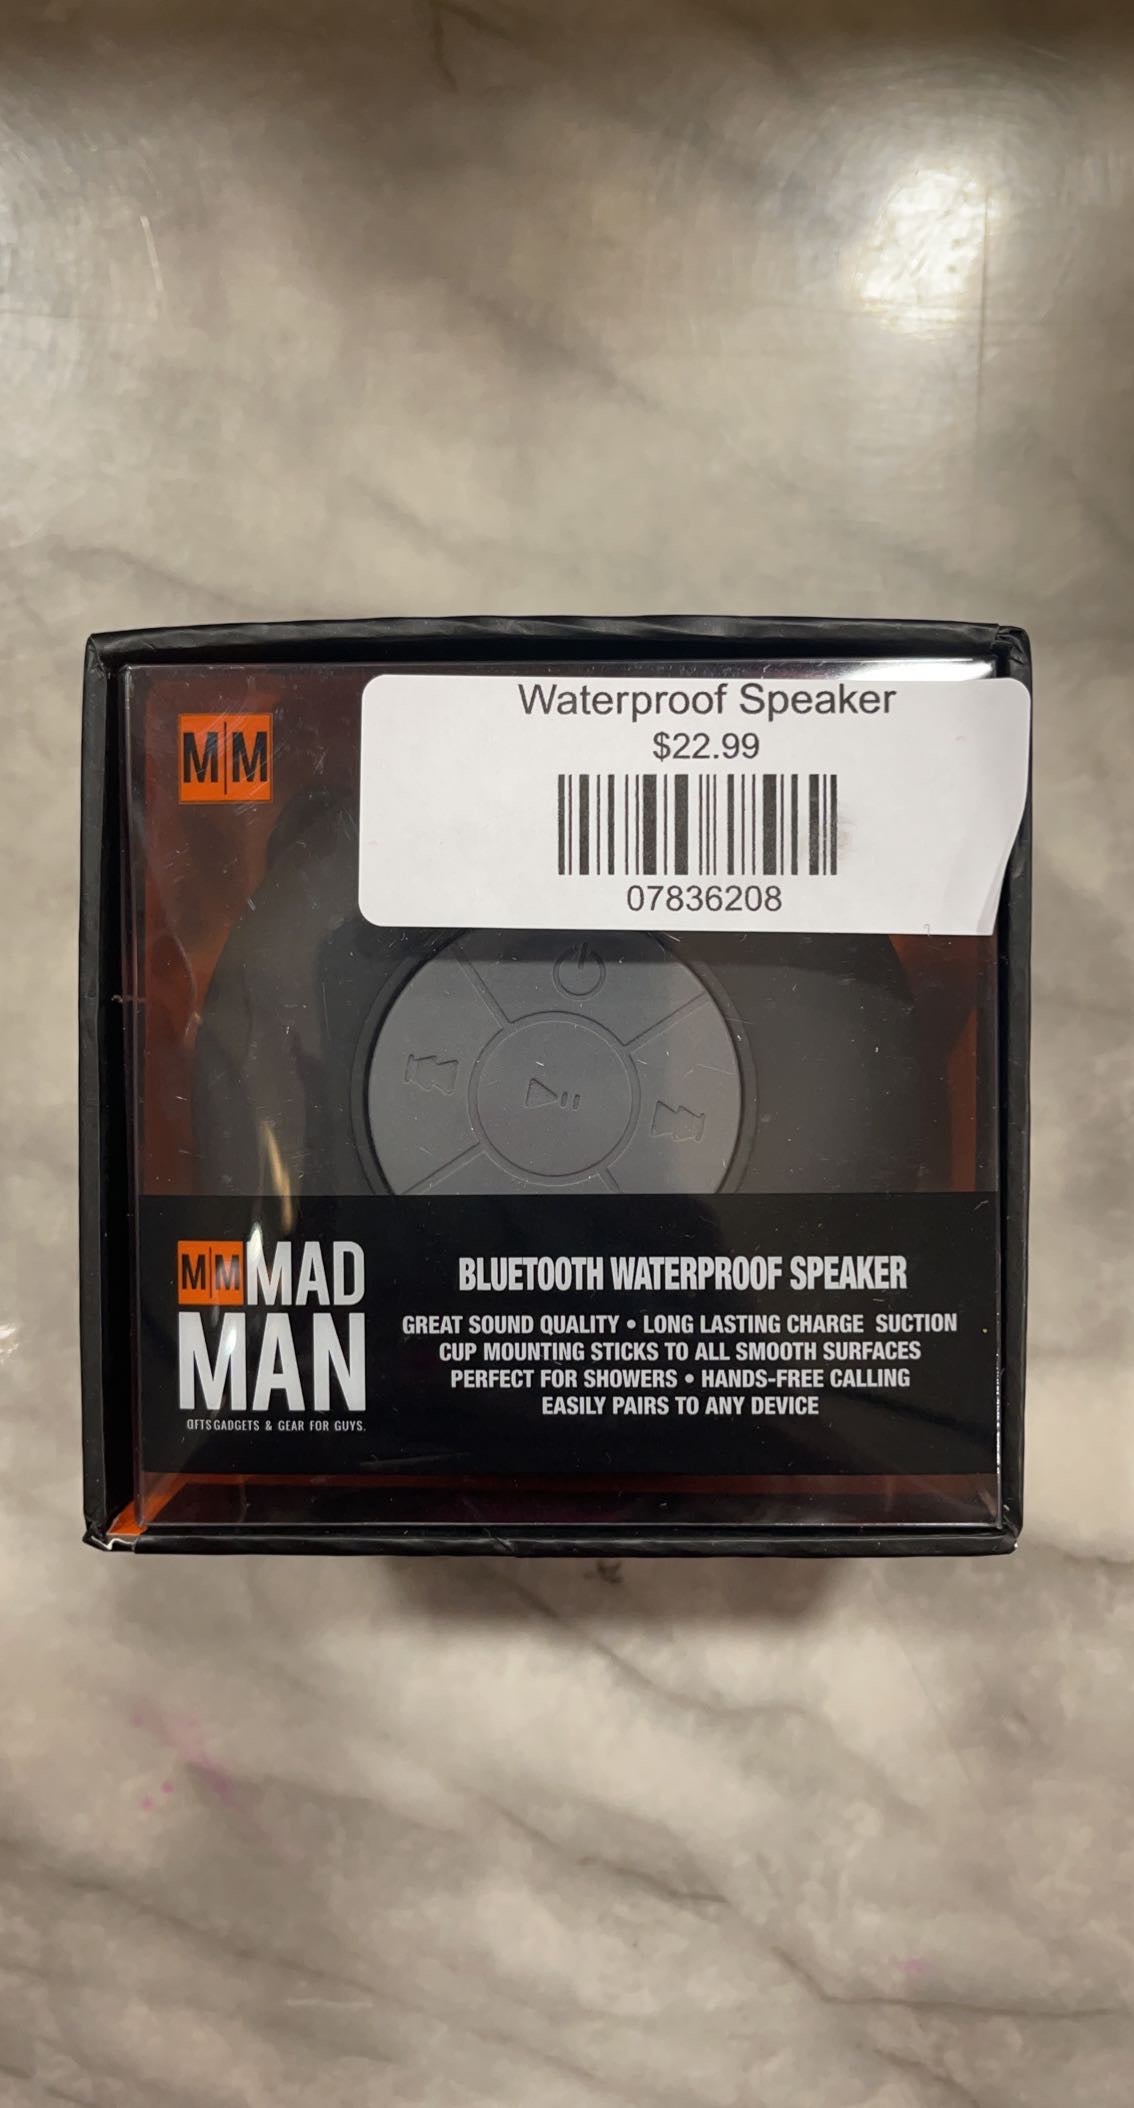 Waterproof Speaker
$22.99
07836208
M|M
M|M MAD
MAN
GIFTS GADGETS & GEAR FOR GUYS.
BLUETOOTH WATERPROOF SPEAKER
GREAT SOUND QUALITY • LONG LASTING CHARGE SUCTION
CUP MOUNTING STICKS TO ALL SMOOTH SURFACES
PERFECT FOR SHOWERS • HANDS-FREE CALLING
EASILY PAIRS TO ANY DEVICE